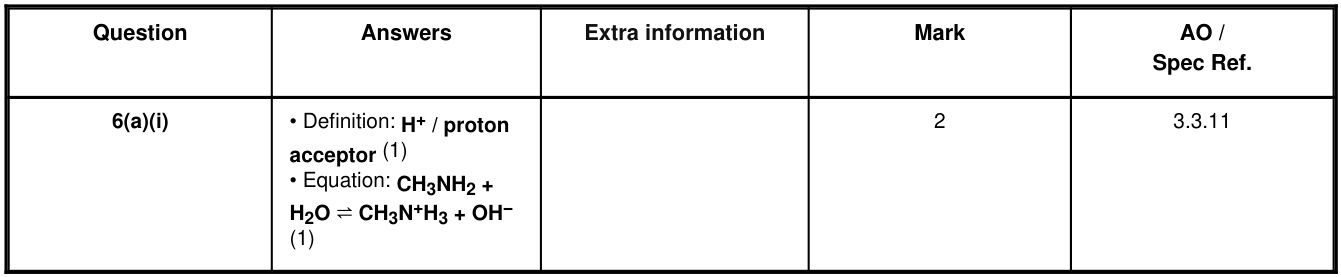 Question Answers Extra information Mark AO /
Spec Ref.
6(a)(i) • Definition: H⁺ / proton 2 3.3.11
acceptor (1)
• Equation: CH₃NH₂ +
H₂O ⇌ CH₃N⁺H₃ + OH⁻
(1)